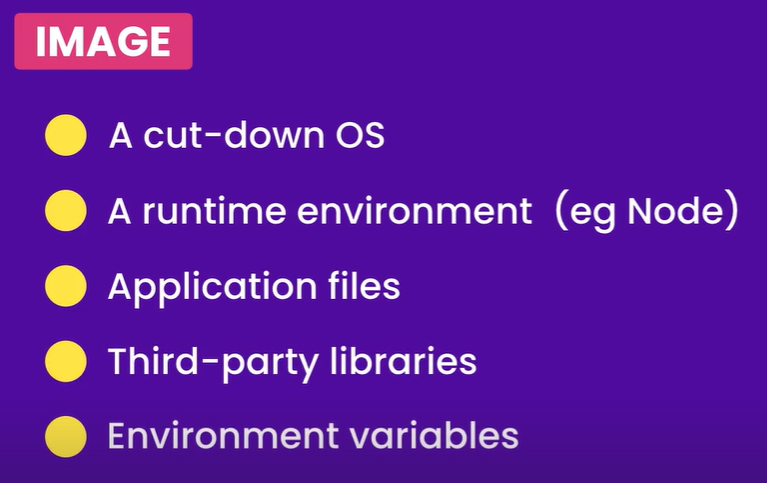 IMAGE
A cut-down OS
A runtime environment (eg Node)
Application files
Third-party libraries
Environment variables